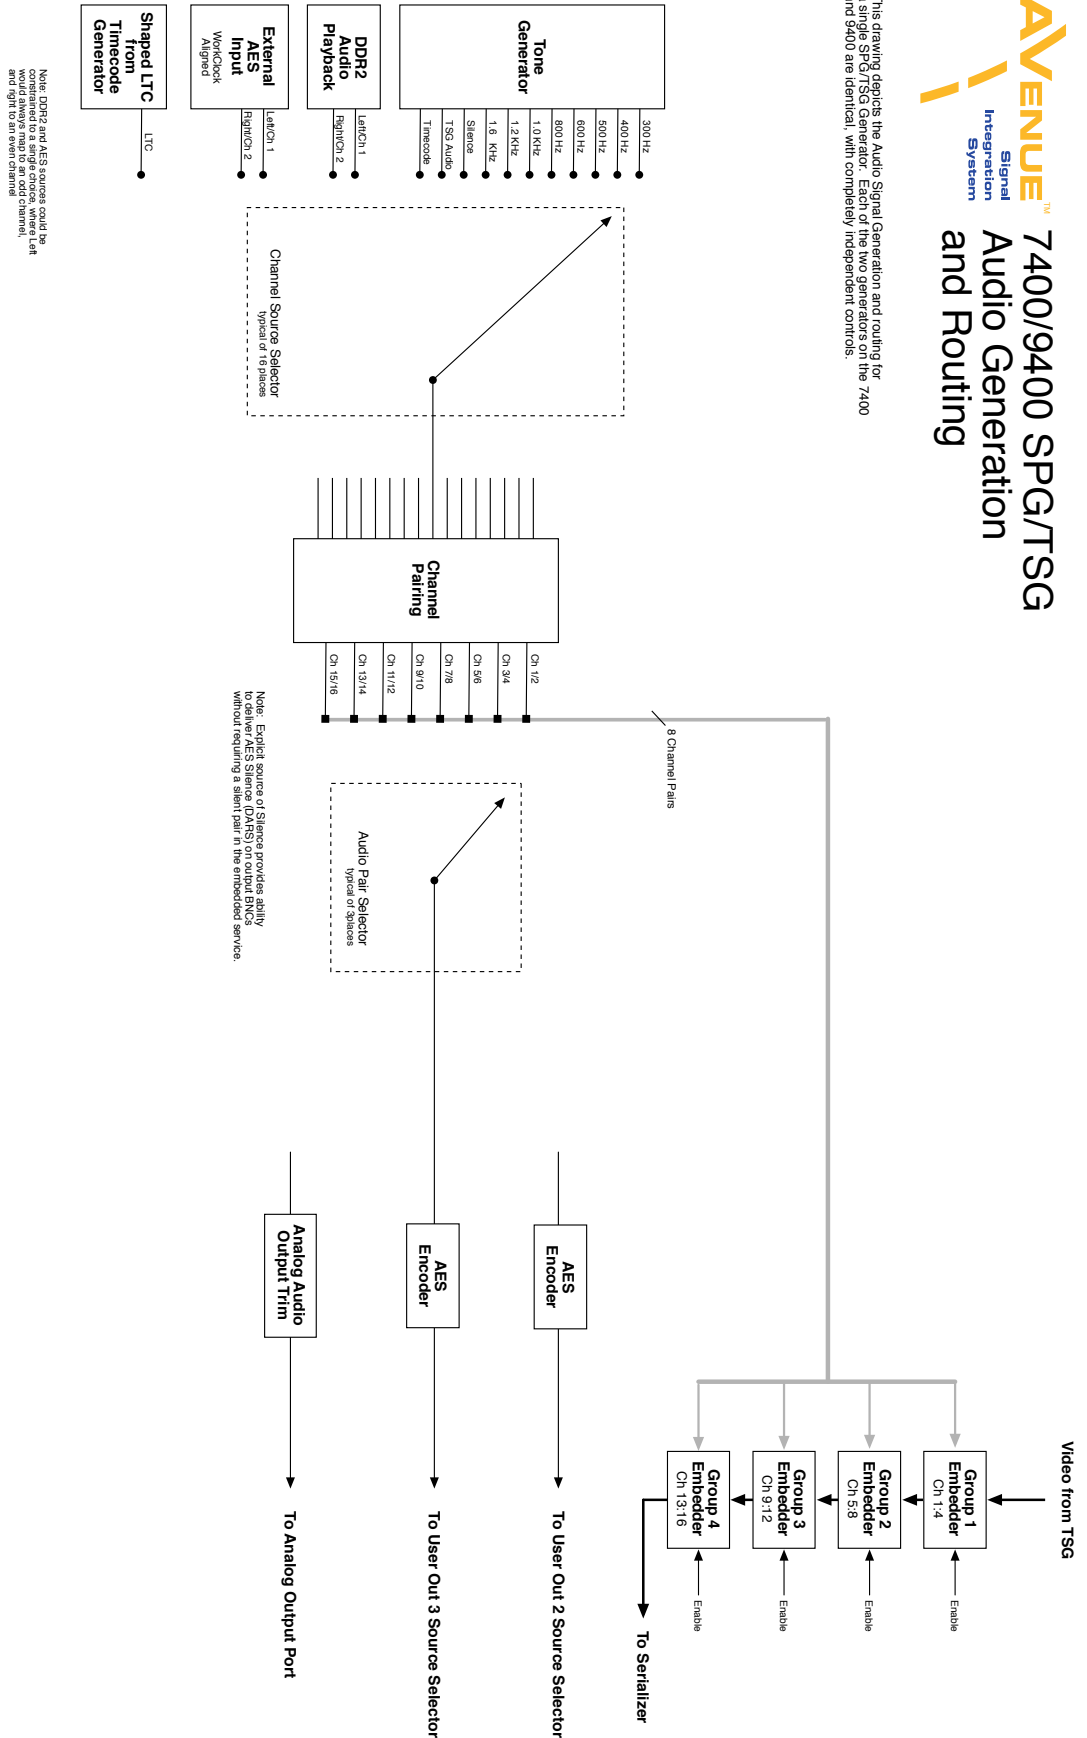 AVENUE™
Signal
Integration
System
7400/9400 SPG/TSG
Audio Generation
and Routing
This drawing depicts the Audio Signal Generation and routing for
a single SPG/TSG Generator. Each of the two generators on the 7400
and 9400 are identical, with completely independent controls.
Video from TSG
Group 1
Embedder
Ch 1:4
Enable
Group 2
Embedder
Ch 5:8
Enable
Group 3
Embedder
Ch 9:12
Enable
Group 4
Embedder
Ch 13:16
Enable
To Serializer
8 Channel Pairs
Tone
Generator
300 Hz
400 Hz
500 Hz
600 Hz
800 Hz
1.0 KHz
1.2 KHz
1.6 KHz
Silence
TSG Audio
Timecode
DDR2
Audio
Playback
Left/Ch 1
Right/Ch 2
External
AES
Input
WorkClock
Aligned
Left/Ch 1
Right/Ch 2
Shaped LTC
from
Timecode
Generator
LTC
Channel Source Selector
typical of 16 places
Channel
Pairing
Ch 1/2
Ch 3/4
Ch 5/6
Ch 7/8
Ch 9/10
Ch 11/12
Ch 13/14
Ch 15/16
Audio Pair Selector
typical of 3places
AES
Encoder
To User Out 2 Source Selector
AES
Encoder
To User Out 3 Source Selector
Analog Audio
Output Trim
To Analog Output Port
Note: Explicit source of Silence provides ability
to deliver AES Silence (DARS) on output BNCs
without requiring a silent pair in the embedded service.
Note: DDR2 and AES sources could be
constrained to a single choice, where Left
would always map to an odd channel,
and right to an even channel